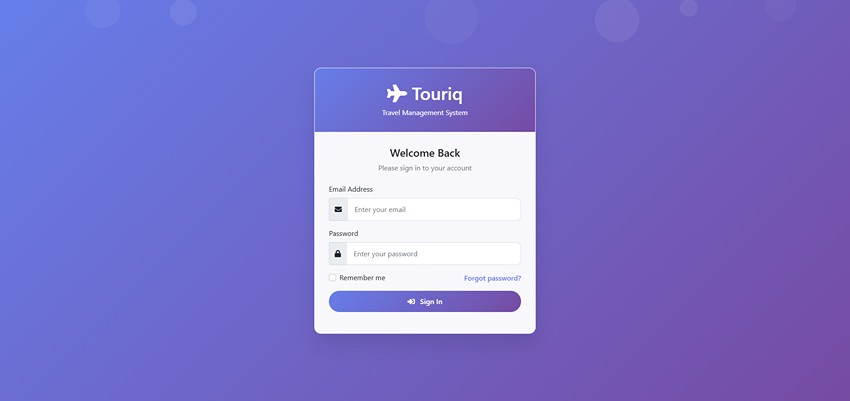 Touriq
Travel Management System
Welcome Back
Please sign in to your account
Email Address
Enter your email
Password
Enter your password
Remember me
Forgot password?
Sign In